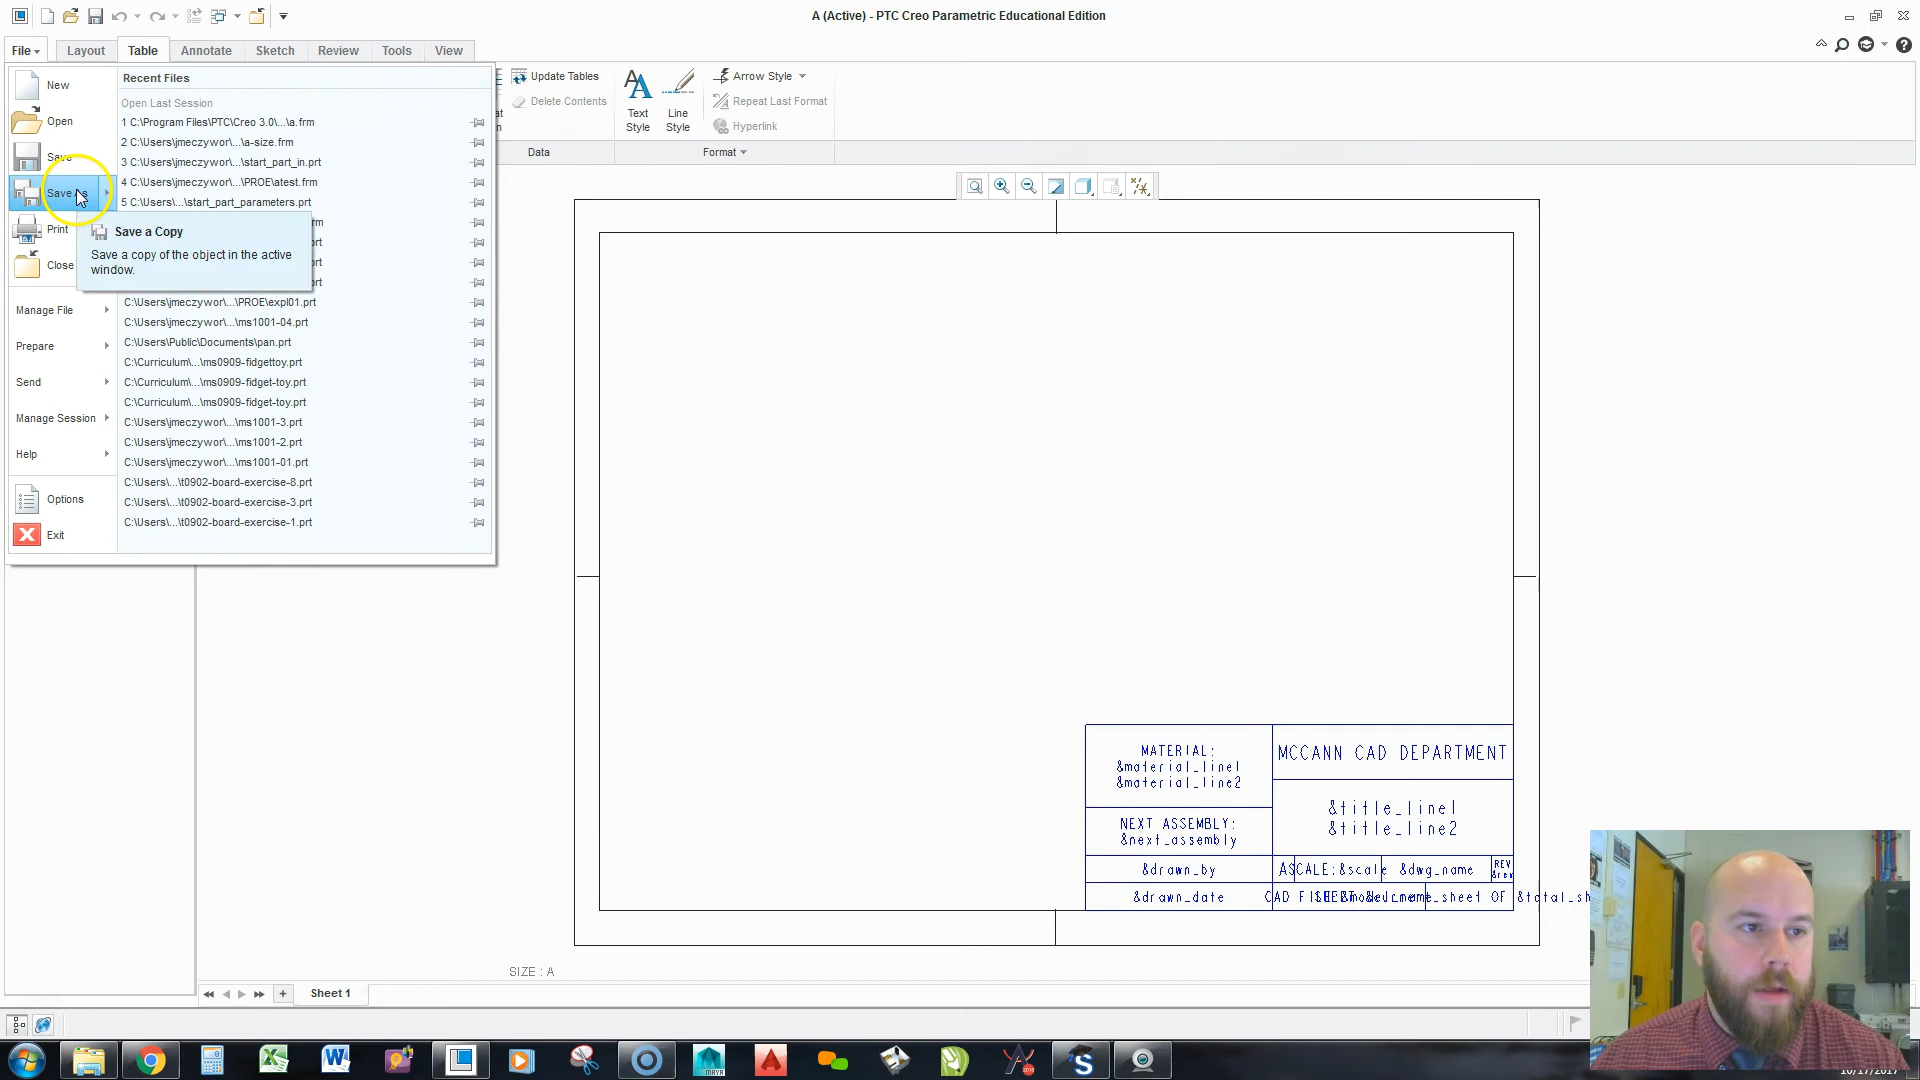 A (Active) - PTC Creo Parametric Educational Edition
File Layout Table Annotate Sketch Review Tools View
New
Open
Save
Save As
Print
Close
Manage File
Prepare
Send
Manage Session
Help
Options
Exit
Recent Files
Open Last Session
1 C:\Program Files\PTC\Creo 3.0\...\a.frm
2 C:\Users\jmeczywor\...\a-size.frm
3 C:\Users\jmeczywor\...\start_part_in.prt
4 C:\Users\jmeczywor\...\PROE\atest.frm
5 C:\Users\...\start_part_parameters.prt
C:\Users\jmeczywor\...\PROE\expl01.prt
C:\Users\jmeczywor\...\ms1001-04.prt
C:\Users\Public\Documents\pan.prt
C:\Curriculum\...\ms0909-fidgettoy.prt
C:\Curriculum\...\ms0909-fidget-toy.prt
C:\Curriculum\...\ms0909-fidget-toy.prt
C:\Users\jmeczywor\...\ms1001-3.prt
C:\Users\jmeczywor\...\ms1001-2.prt
C:\Users\jmeczywor\...\ms1001-01.prt
C:\Users\...\t0902-board-exercise-8.prt
C:\Users\...\t0902-board-exercise-3.prt
C:\Users\...\t0902-board-exercise-1.prt
Save a Copy
Save a copy of the object in the active
window.
Update Tables
Delete Contents
Data
Text
Style
Line
Style
Arrow Style
Repeat Last Format
Hyperlink
Format
MATERIAL:
&material_line1
&material_line2
NEXT ASSEMBLY:
&next_assembly
&drawn_by
&drawn_date
MCCANN CAD DEPARTMENT
&title_line1
&title_line2
A SCALE:&scale &dwg_name REV
&rev
SIZE : A
Sheet 1
10/17/2017